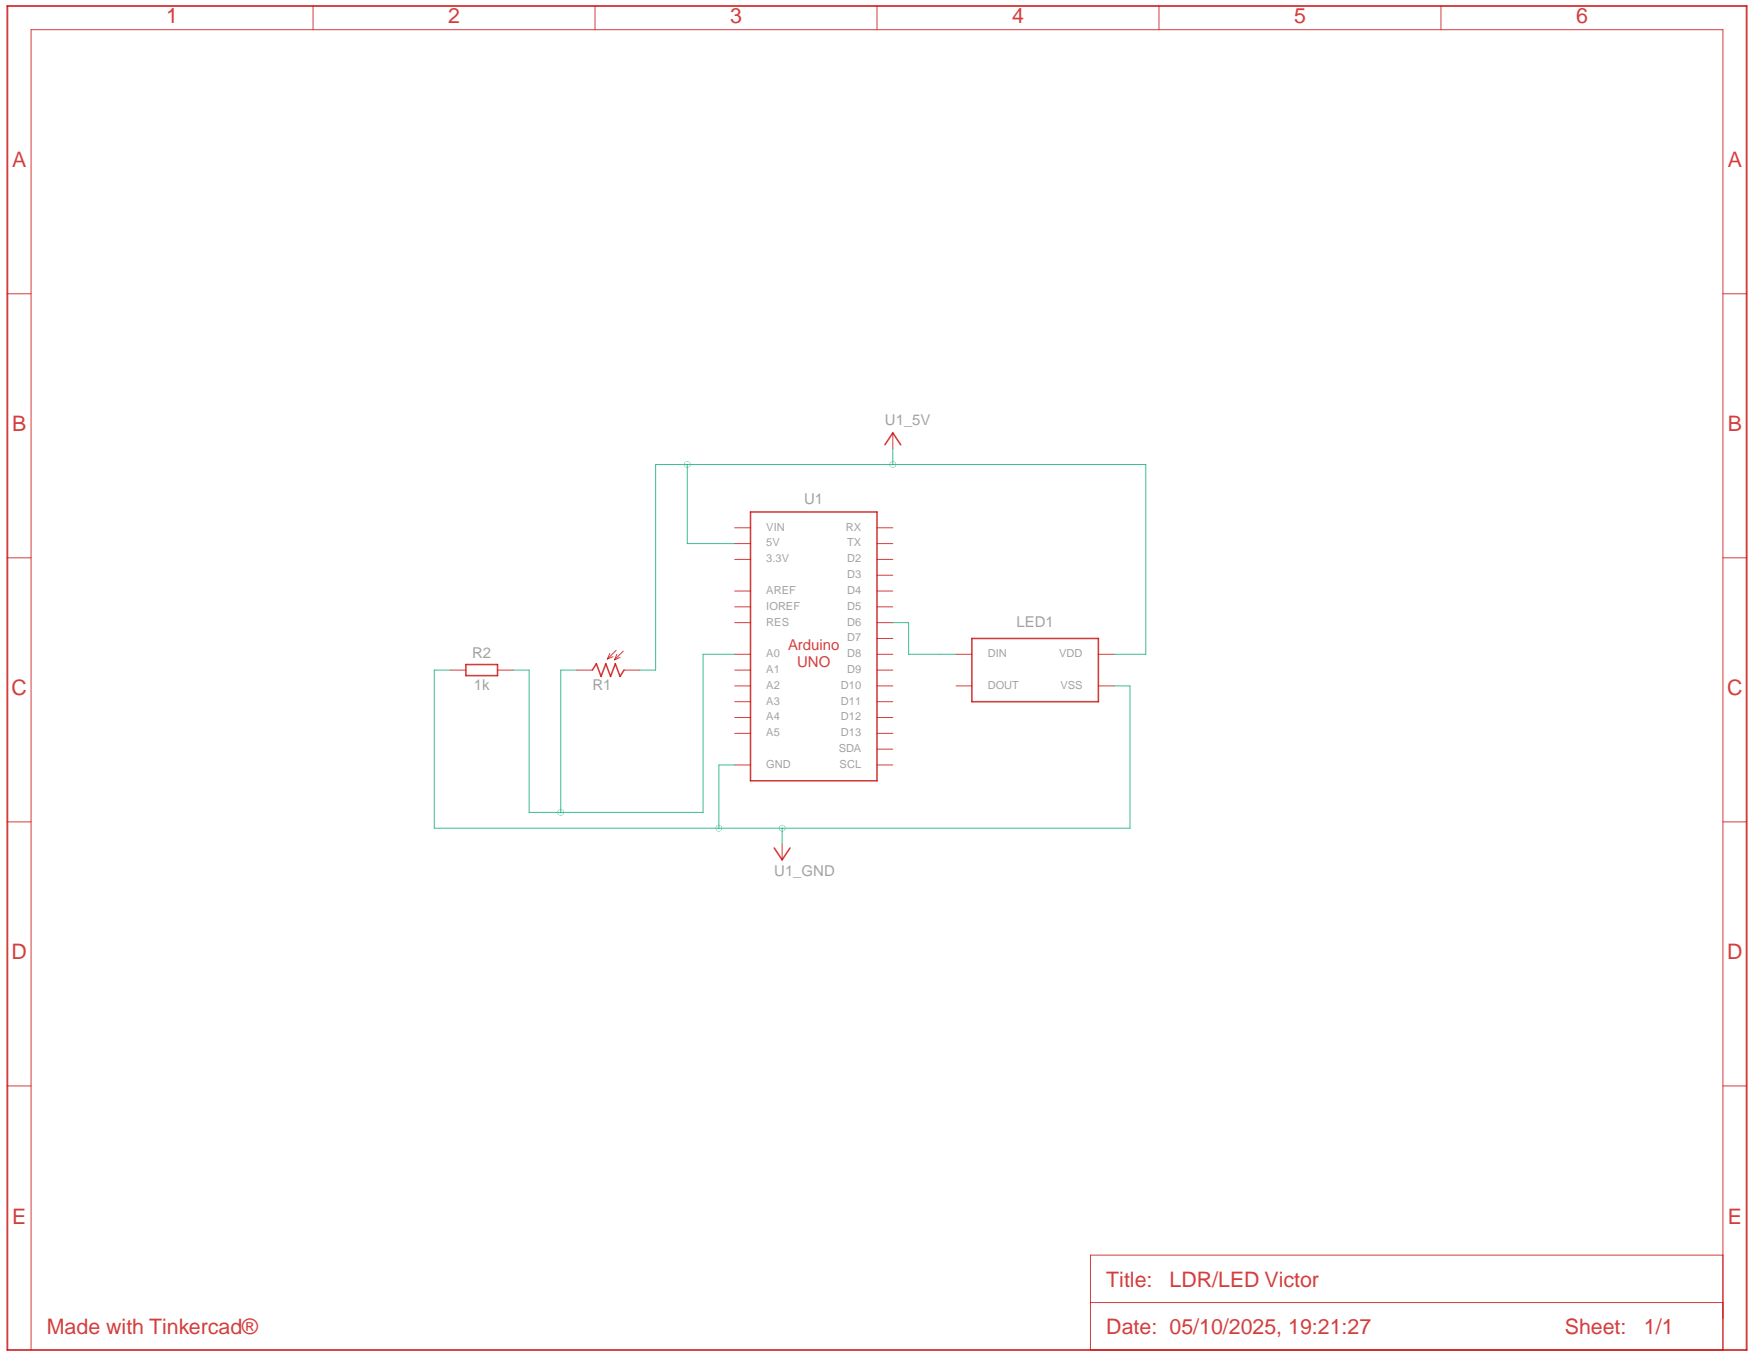 1 2 3 4 5 6
A A
B B
U1_5V
U1
VIN RX
5V TX
3.3V D2
D3
AREF D4
IOREF D5
RES D6
LED1
D7
Arduino
UNO
R2
A0 D8
DIN VDD
A1 D9
C C
1k
R1
A2 D10
DOUT VSS
A3 D11
A4 D12
A5 D13
SDA
GND SCL
U1_GND
D D
E E
Title: LDR/LED Victor
Made with Tinkercad®
Date: 05/10/2025, 19:21:27 Sheet: 1/1